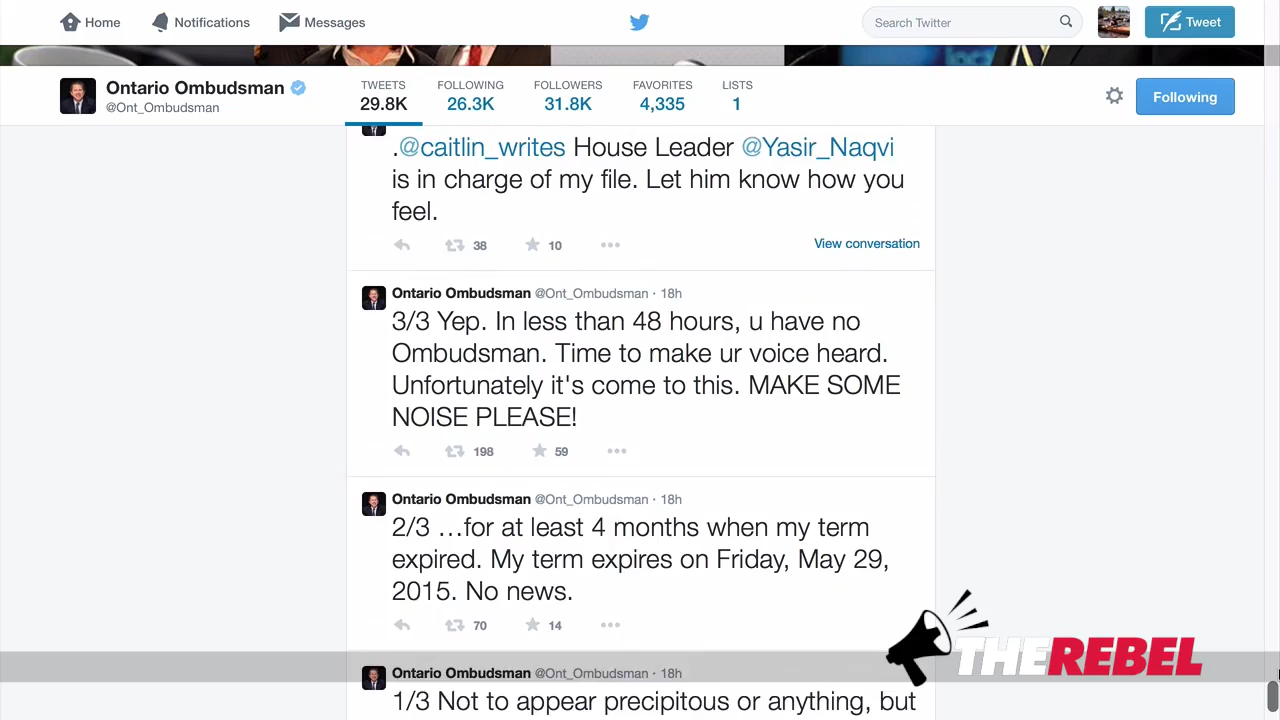 Home Notifications Messages Search Twitter Tweet
Ontario Ombudsman
@Ont_Ombudsman
TWEETS FOLLOWING FOLLOWERS FAVORITES LISTS
29.8K 26.3K 31.8K 4,335 1
Following
.@caitlin_writes House Leader @Yasir_Naqvi
is in charge of my file. Let him know how you
feel.
38 10 View conversation
Ontario Ombudsman @Ont_Ombudsman · 18h
3/3 Yep. In less than 48 hours, u have no
Ombudsman. Time to make ur voice heard.
Unfortunately it's come to this. MAKE SOME
NOISE PLEASE!
198 59
Ontario Ombudsman @Ont_Ombudsman · 18h
2/3 …for at least 4 months when my term
expired. My term expires on Friday, May 29,
2015. No news.
70 14
THEREBEL
Ontario Ombudsman @Ont_Ombudsman · 18h
1/3 Not to appear precipitous or anything, but